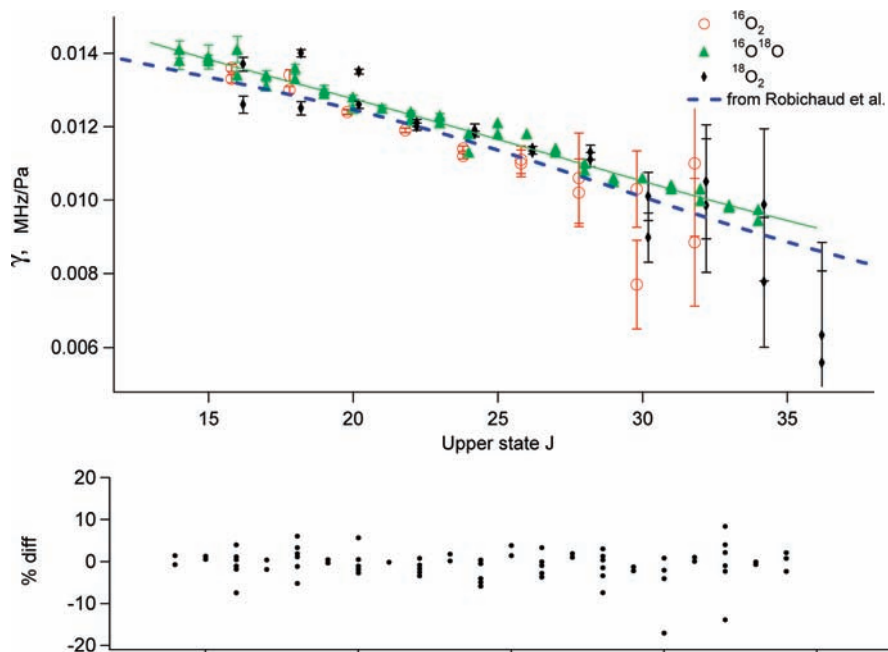 ¹⁶O₂
¹⁶O¹⁸O
¹⁸O₂
from Robichaud et al.
0.014
0.012
0.010
0.008
0.006
γ, MHz/Pa
15 20 25 30 35
Upper state J
20
10
0
-10
-20
% diff